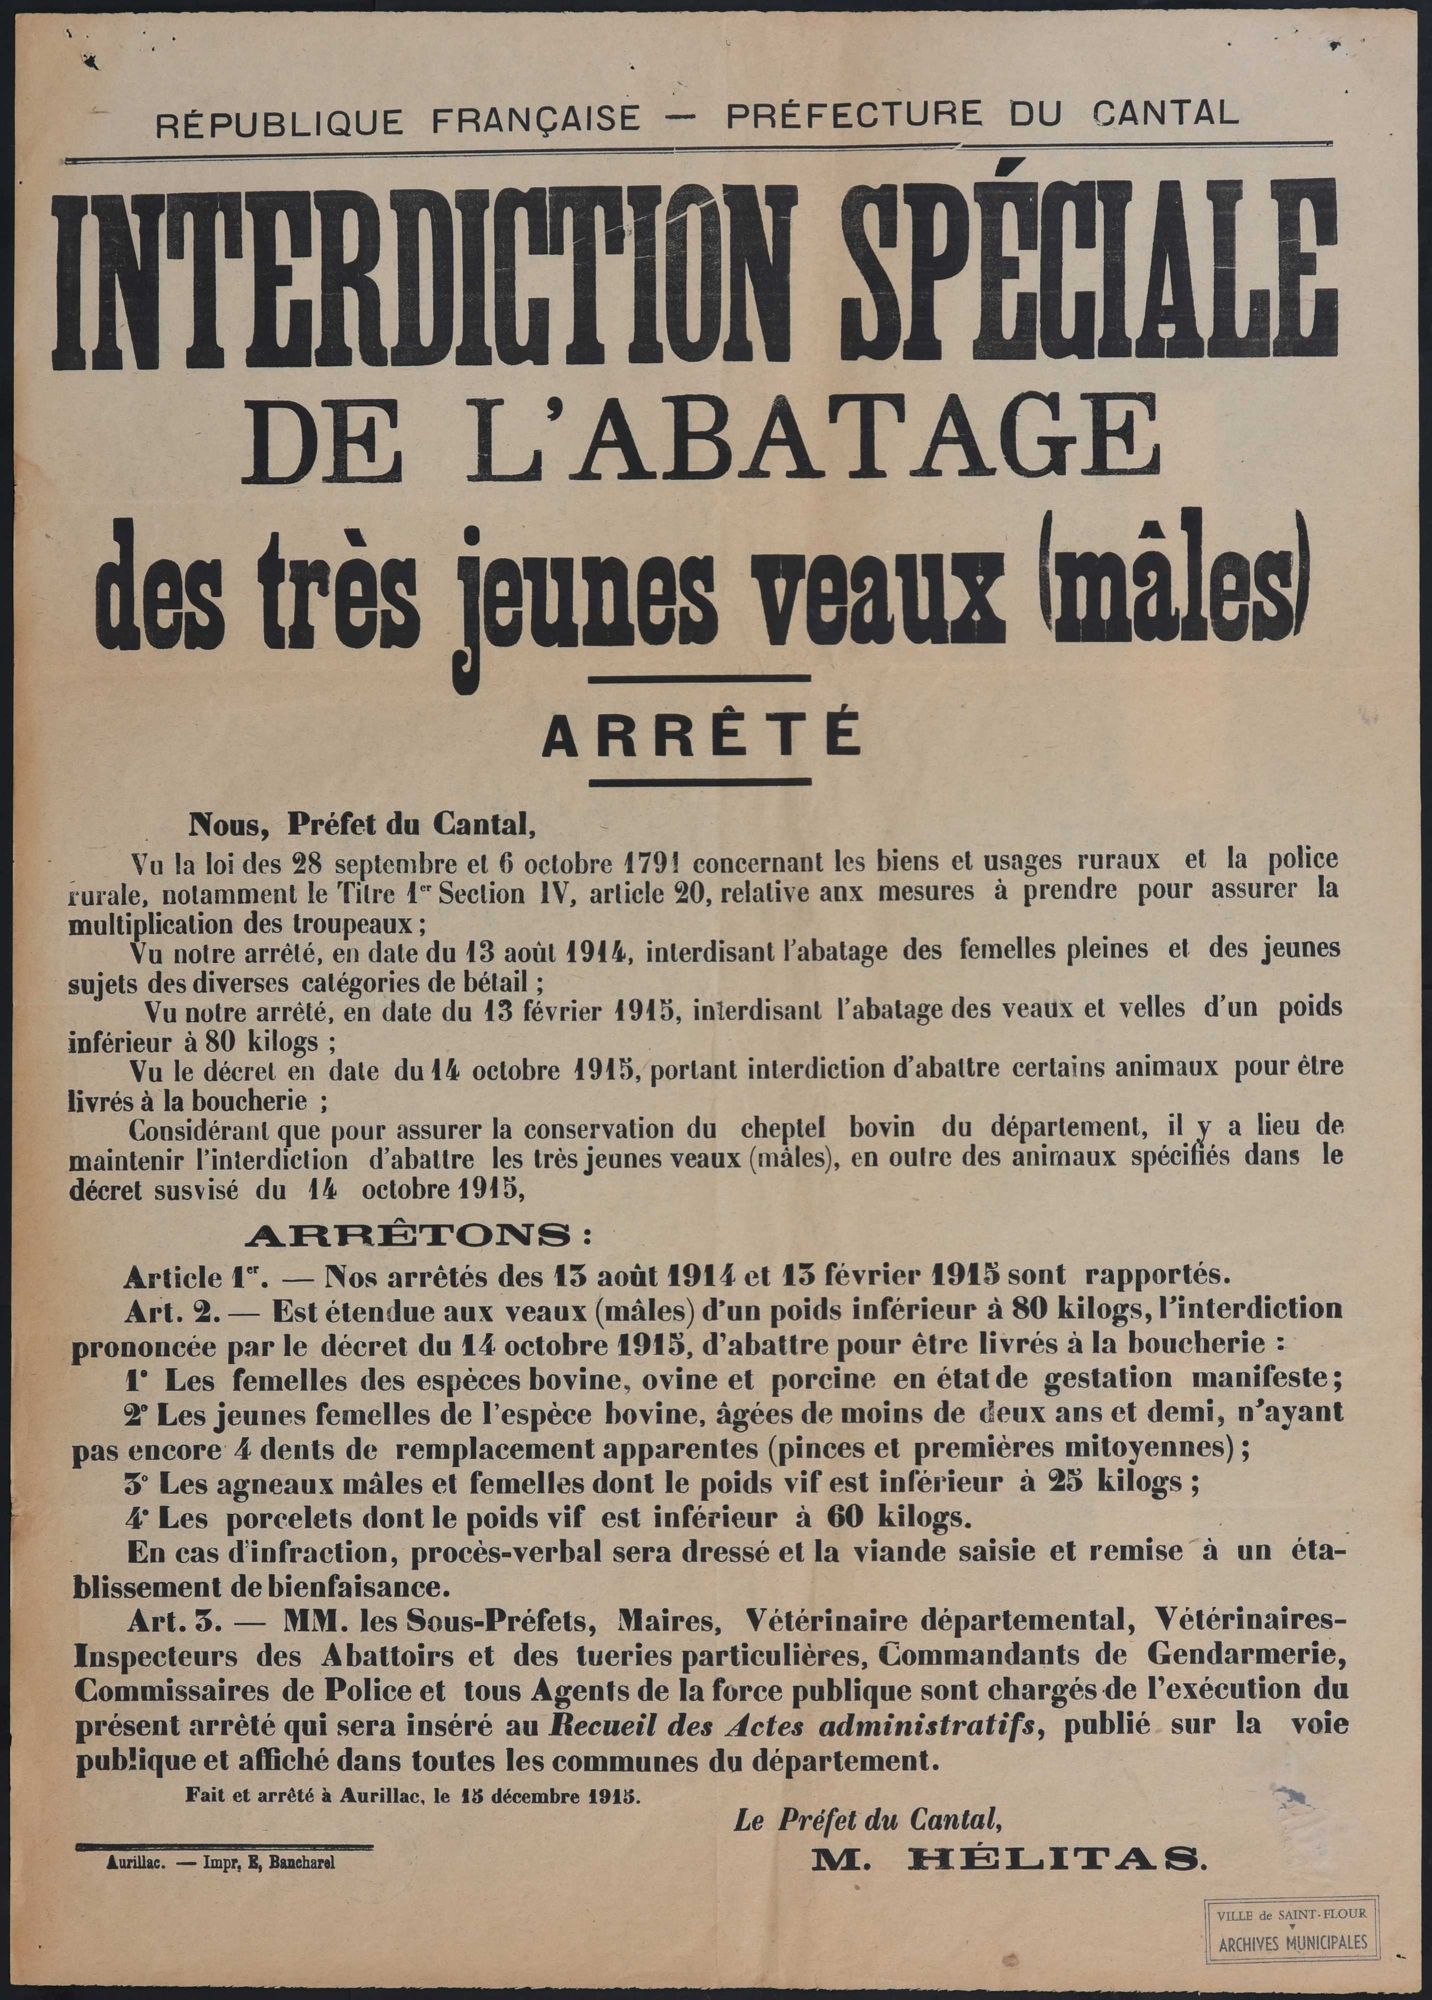 RÉPUBLIQUE FRANÇAISE — PRÉFECTURE DU CANTAL
INTERDICTION SPÉCIALE
DE L'ABATAGE
des très jeunes veaux (mâles)
ARRÊTÉ
Nous, Préfet du Cantal,
Vu la loi des 28 septembre et 6 octobre 1791 concernant les biens et usages ruraux et la police
rurale, notamment le Titre 1er Section IV, article 20, relative aux mesures à prendre pour assurer la
multiplication des troupeaux ;
Vu notre arrêté, en date du 13 août 1914, interdisant l'abatage des femelles pleines et des jeunes
sujets des diverses catégories de bétail ;
Vu notre arrêté, en date du 13 février 1915, interdisant l'abatage des veaux et velles d'un poids
inférieur à 80 kilogs ;
Vu le décret en date du 14 octobre 1915, portant interdiction d'abattre certains animaux pour être
livrés à la boucherie ;
Considérant que pour assurer la conservation du cheptel bovin du département, il y a lieu de
maintenir l'interdiction d'abattre les très jeunes veaux (mâles), en outre des animaux spécifiés dans le
décret susvisé du 14 octobre 1915,
ARRÊTONS :
Article 1er. — Nos arrêtés des 13 août 1914 et 13 février 1915 sont rapportés.
Art. 2. — Est étendue aux veaux (mâles) d'un poids inférieur à 80 kilogs, l'interdiction
prononcée par le décret du 14 octobre 1915, d'abattre pour être livrés à la boucherie :
1° Les femelles des espèces bovine, ovine et porcine en état de gestation manifeste ;
2° Les jeunes femelles de l'espèce bovine, âgées de moins de deux ans et demi, n'ayant
pas encore 4 dents de remplacement apparentes (pinces et premières mitoyennes) ;
3° Les agneaux mâles et femelles dont le poids vif est inférieur à 25 kilogs ;
4° Les porcelets dont le poids vif est inférieur à 60 kilogs.
En cas d'infraction, procès-verbal sera dressé et la viande saisie et remise à un éta-
blissement de bienfaisance.
Art. 3. — MM. les Sous-Préfets, Maires, Vétérinaire départemental, Vétérinaires-
Inspecteurs des Abattoirs et des tueries particulières, Commandants de Gendarmerie,
Commissaires de Police et tous Agents de la force publique sont chargés de l'exécution du
présent arrêté qui sera inséré au Recueil des Actes administratifs, publié sur la voie
publique et affiché dans toutes les communes du département.
Fait et arrêté à Aurillac, le 15 décembre 1915.
Le Préfet du Cantal,
M. HÉLITAS.
Aurillac. — Impr. E, Bancharel
VILLE de SAINT-FLOUR
ARCHIVES MUNICIPALES